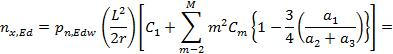 n_{x,Ed} = p_{n,Edw} \left( \frac{L^2}{2r} \right) \left[ C_1 + \sum_{m-2}^{M} m^2 C_m \left\{ 1 - \frac{3}{4} \left( \frac{a_1}{a_2 + a_3} \right) \right\} \right] =